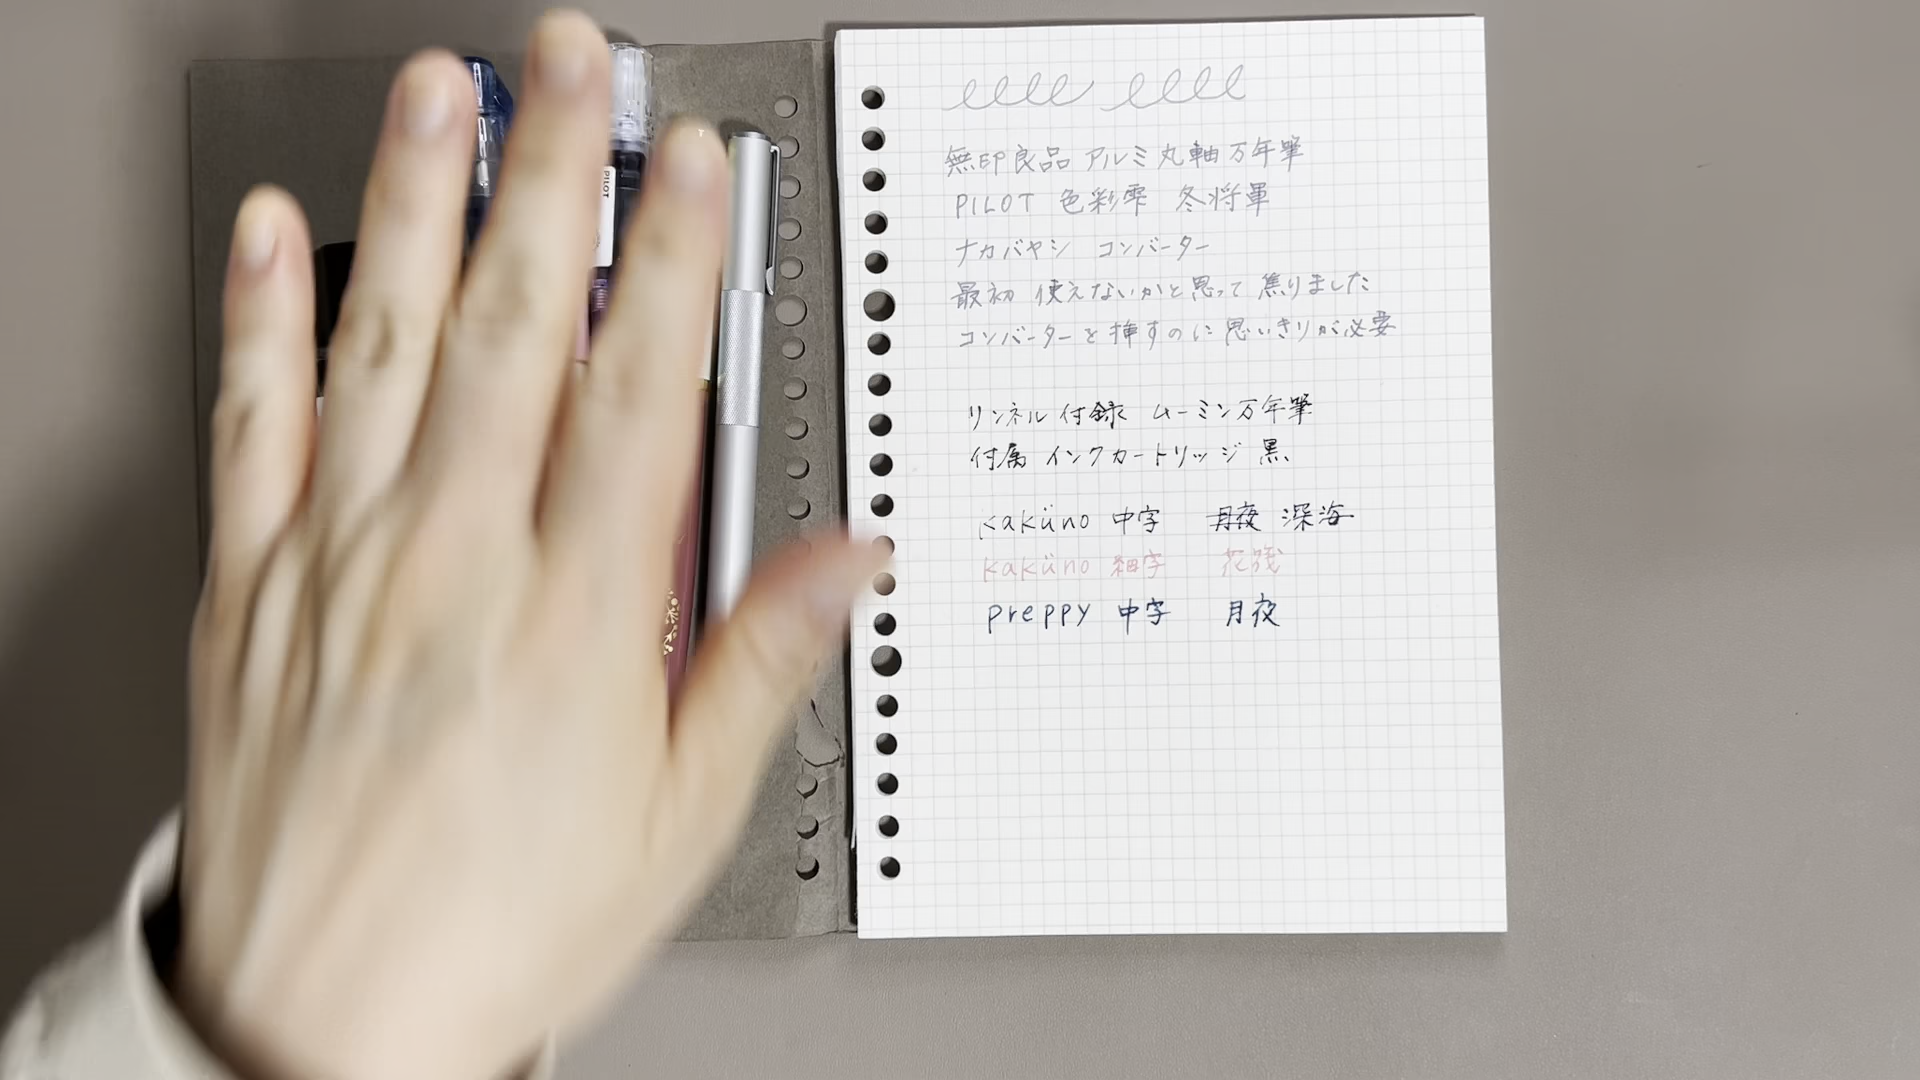 PILOT
無印良品 アルミ丸軸万年筆
PILOT 色彩雫 冬将軍
ナカバヤシ コンバーター
最初 使えないかと思って 焦りました
コンバーターを挿すのに思いきりが必要
リンネル付録 ムーミン万年筆
付属 インクカートリッジ 黒
kaküno 中字 月夜 深海
kaküno 細字 花筏
preppy 中字 月夜